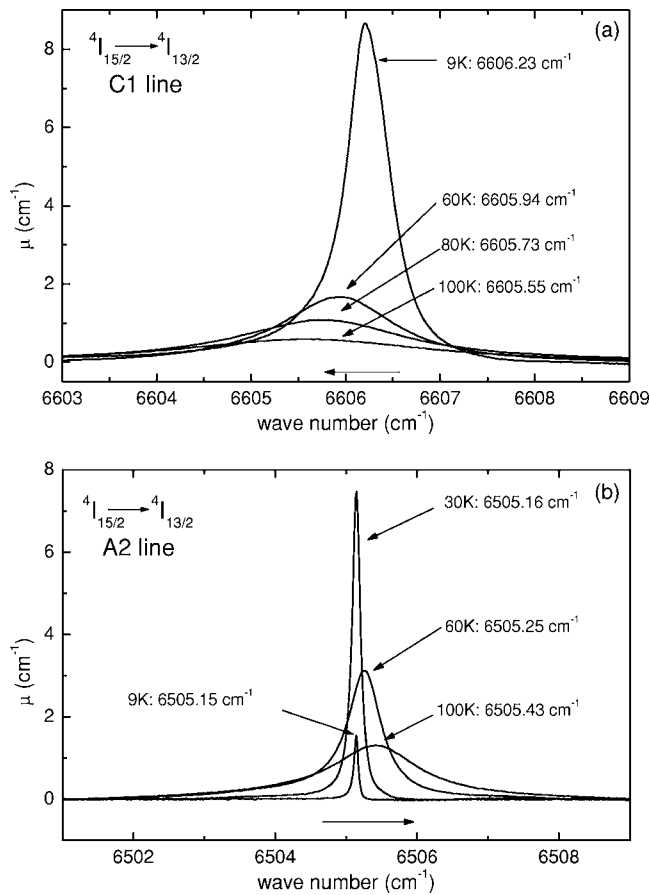 (a)
⁴I₁₅/₂ → ⁴I₁₃/₂
C1 line
9K: 6606.23 cm⁻¹
60K: 6605.94 cm⁻¹
80K: 6605.73 cm⁻¹
100K: 6605.55 cm⁻¹
μ (cm⁻¹)
8
6
4
2
0
6603 6604 6605 6606 6607 6608 6609
wave number (cm⁻¹)
(b)
⁴I₁₅/₂ → ⁴I₁₃/₂
A2 line
30K: 6505.16 cm⁻¹
60K: 6505.25 cm⁻¹
9K: 6505.15 cm⁻¹
100K: 6505.43 cm⁻¹
μ (cm⁻¹)
8
6
4
2
0
6502 6504 6506 6508
wave number (cm⁻¹)